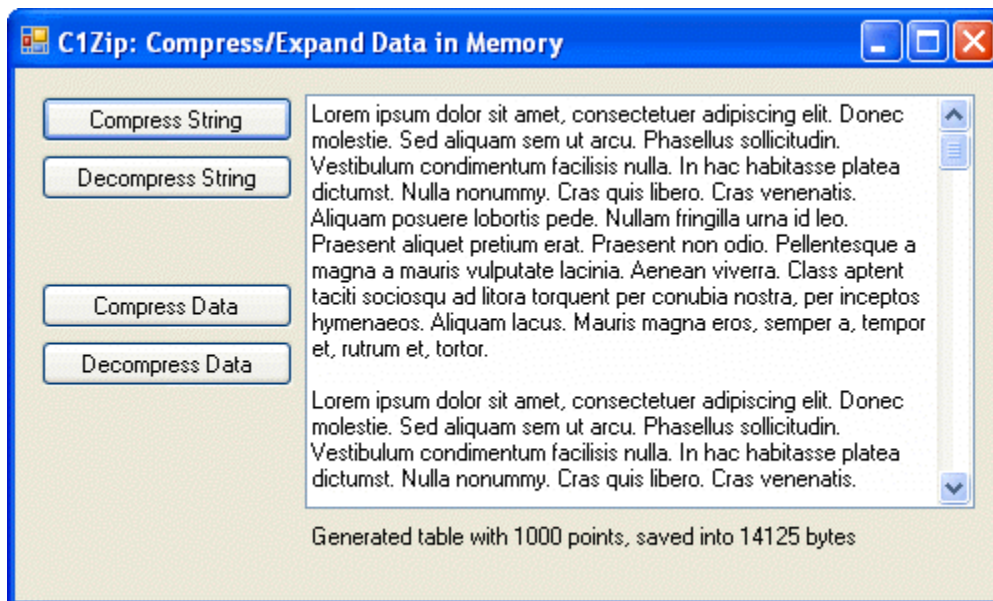 C1Zip: Compress/Expand Data in Memory
Compress String
Decompress String
Compress Data
Decompress Data
Lorem ipsum dolor sit amet, consectetuer adipiscing elit. Donec
molestie. Sed aliquam sem ut arcu. Phasellus sollicitudin.
Vestibulum condimentum facilisis nulla. In hac habitasse platea
dictumst. Nulla nonummy. Cras quis libero. Cras venenatis.
Aliquam posuere lobortis pede. Nullam fringilla urna id leo.
Praesent aliquet pretium erat. Praesent non odio. Pellentesque a
magna a mauris vulputate lacinia. Aenean viverra. Class aptent
taciti sociosqu ad litora torquent per conubia nostra, per inceptos
hymenaeos. Aliquam lacus. Mauris magna eros, semper a, tempor
et, rutrum et, tortor.
Lorem ipsum dolor sit amet, consectetuer adipiscing elit. Donec
molestie. Sed aliquam sem ut arcu. Phasellus sollicitudin.
Vestibulum condimentum facilisis nulla. In hac habitasse platea
dictumst. Nulla nonummy. Cras quis libero. Cras venenatis.
Generated table with 1000 points, saved into 14125 bytes